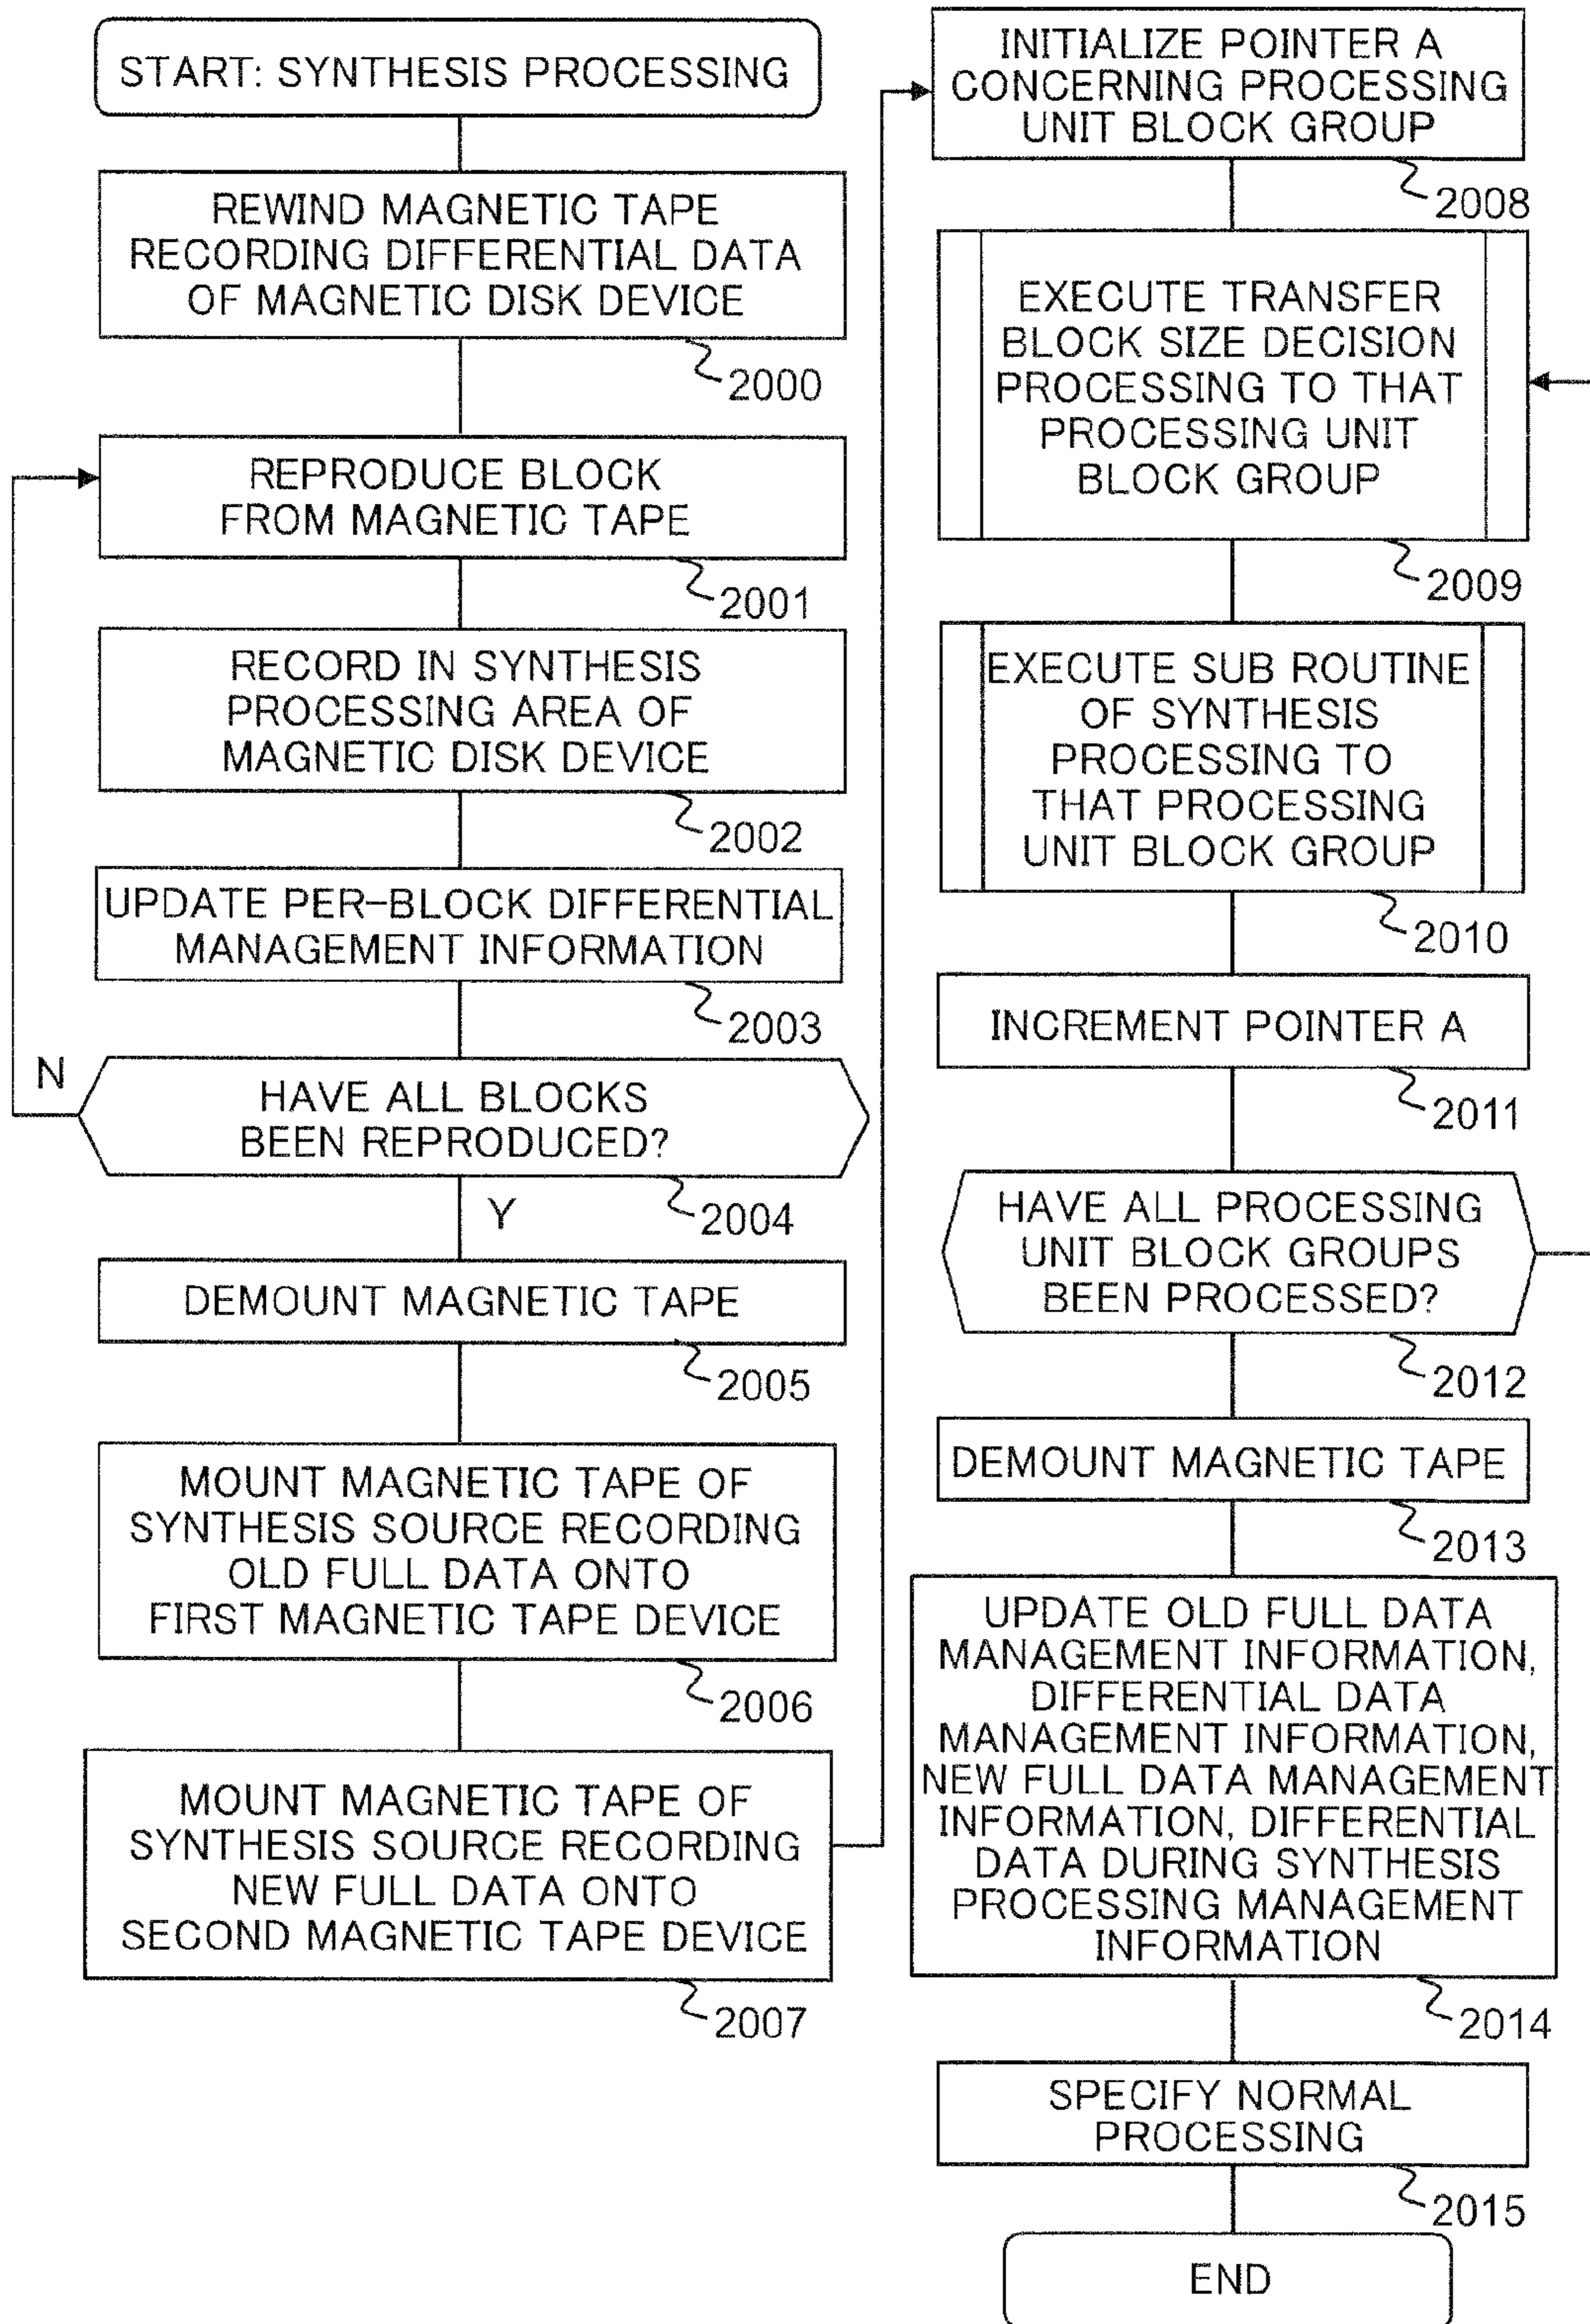 START: SYNTHESIS PROCESSING
REWIND MAGNETIC TAPE
RECORDING DIFFERENTIAL DATA
OF MAGNETIC DISK DEVICE
2000
REPRODUCE BLOCK
FROM MAGNETIC TAPE
2001
RECORD IN SYNTHESIS
PROCESSING AREA OF
MAGNETIC DISK DEVICE
2002
UPDATE PER-BLOCK DIFFERENTIAL
MANAGEMENT INFORMATION
2003
N
HAVE ALL BLOCKS
BEEN REPRODUCED?
2004
Y
DEMOUNT MAGNETIC TAPE
2005
MOUNT MAGNETIC TAPE OF
SYNTHESIS SOURCE RECORDING
OLD FULL DATA ONTO
FIRST MAGNETIC TAPE DEVICE
2006
MOUNT MAGNETIC TAPE OF
SYNTHESIS SOURCE RECORDING
NEW FULL DATA ONTO
SECOND MAGNETIC TAPE DEVICE
2007
INITIALIZE POINTER A
CONCERNING PROCESSING
UNIT BLOCK GROUP
2008
EXECUTE TRANSFER
BLOCK SIZE DECISION
PROCESSING TO THAT
PROCESSING UNIT
BLOCK GROUP
2009
EXECUTE SUB ROUTINE
OF SYNTHESIS
PROCESSING TO
THAT PROCESSING
UNIT BLOCK GROUP
2010
INCREMENT POINTER A
2011
HAVE ALL PROCESSING
UNIT BLOCK GROUPS
BEEN PROCESSED?
2012
DEMOUNT MAGNETIC TAPE
2013
UPDATE OLD FULL DATA
MANAGEMENT INFORMATION,
DIFFERENTIAL DATA
MANAGEMENT INFORMATION,
NEW FULL DATA MANAGEMENT
INFORMATION, DIFFERENTIAL
DATA DURING SYNTHESIS
PROCESSING MANAGEMENT
INFORMATION
2014
SPECIFY NORMAL
PROCESSING
2015
END